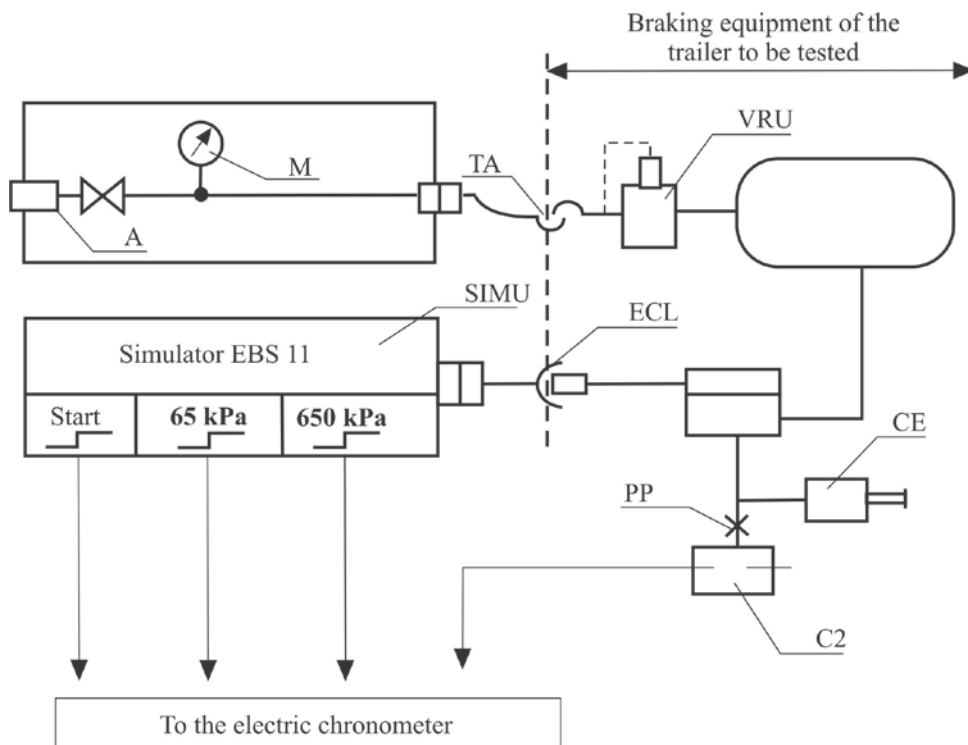 Braking equipment of the
trailer to be tested
VRU
TA
M
A
SIMU
ECL
Simulator EBS 11
Start
65 kPa
650 kPa
CE
PP
C2
To the electric chronometer